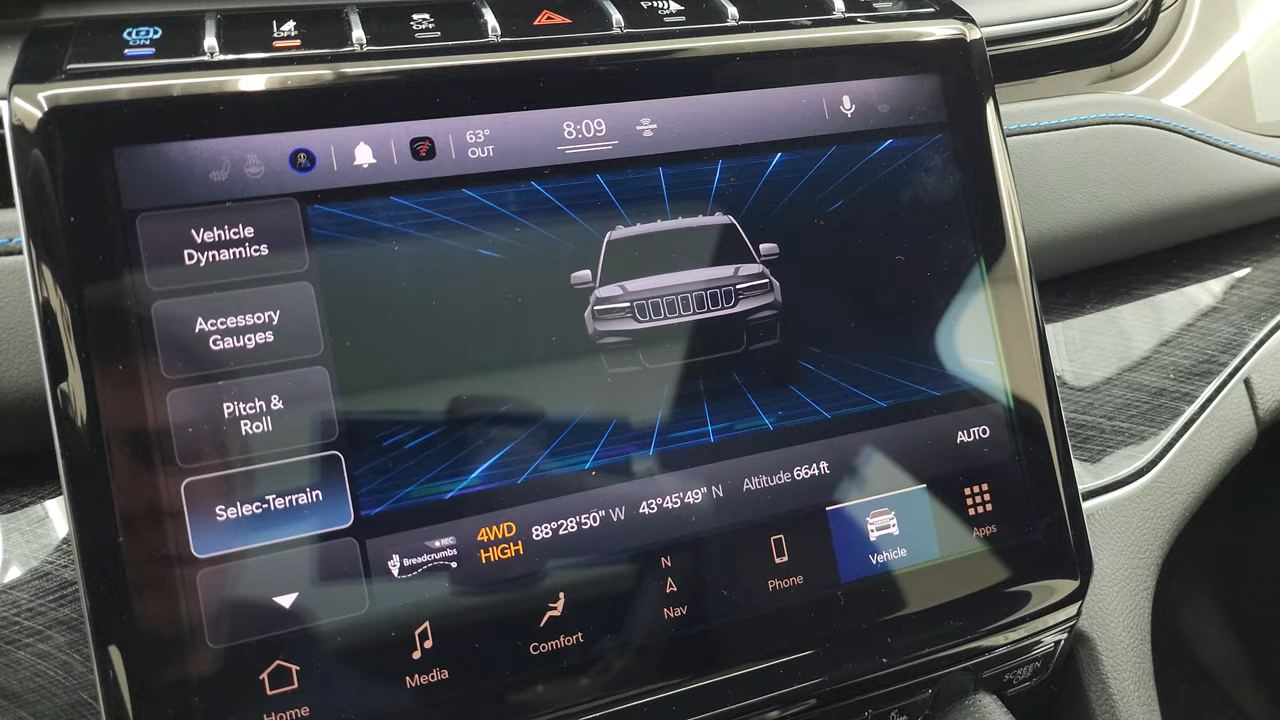 ON
OFF
OFF
P OFF
63°
OUT
8:09
Vehicle
Dynamics
Accessory
Gauges
Pitch &
Roll
Selec-Terrain
AUTO
REC
Breadcrumbs
4WD
HIGH
88°28'50" W
43°45'49" N
Altitude 664 ft
Home
Media
Comfort
N
Nav
Phone
Vehicle
Apps
SCREEN
OFF